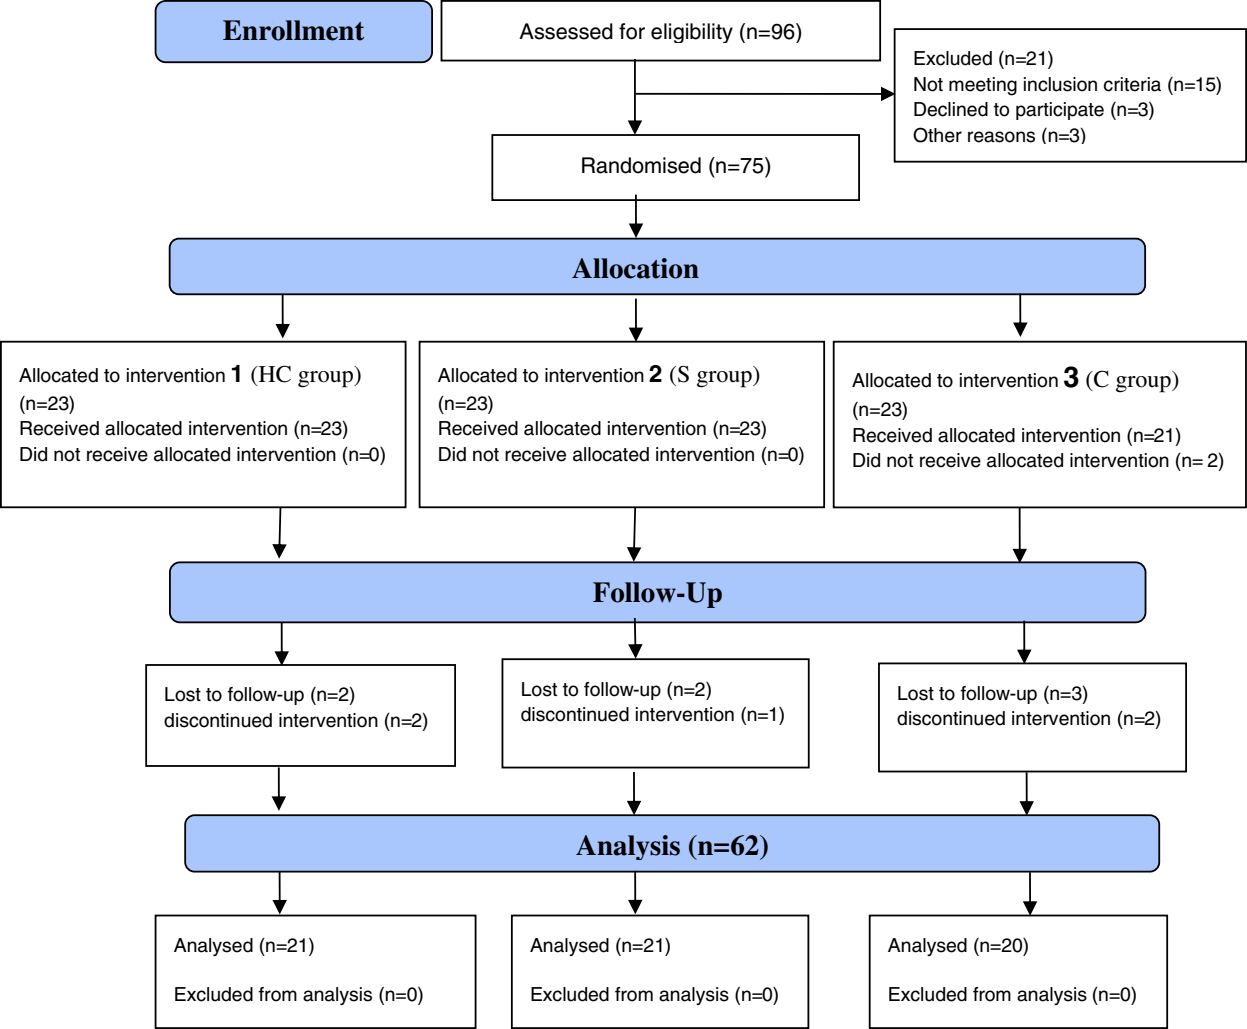 Enrollment
Assessed for eligibility (n=96)
Excluded (n=21)
Not meeting inclusion criteria (n=15)
Declined to participate (n=3)
Other reasons (n=3)
Randomised (n=75)
Allocation
Allocated to intervention 1 (HC group)
(n=23)
Received allocated intervention (n=23)
Did not receive allocated intervention (n=0)
Allocated to intervention 2 (S group)
(n=23)
Received allocated intervention (n=23)
Did not receive allocated intervention (n=0)
Allocated to intervention 3 (C group)
(n=23)
Received allocated intervention (n=21)
Did not receive allocated intervention (n= 2)
Follow-Up
Lost to follow-up (n=2)
discontinued intervention (n=2)
Lost to follow-up (n=2)
discontinued intervention (n=1)
Lost to follow-up (n=3)
discontinued intervention (n=2)
Analysis (n=62)
Analysed (n=21)
Excluded from analysis (n=0)
Analysed (n=21)
Excluded from analysis (n=0)
Analysed (n=20)
Excluded from analysis (n=0)